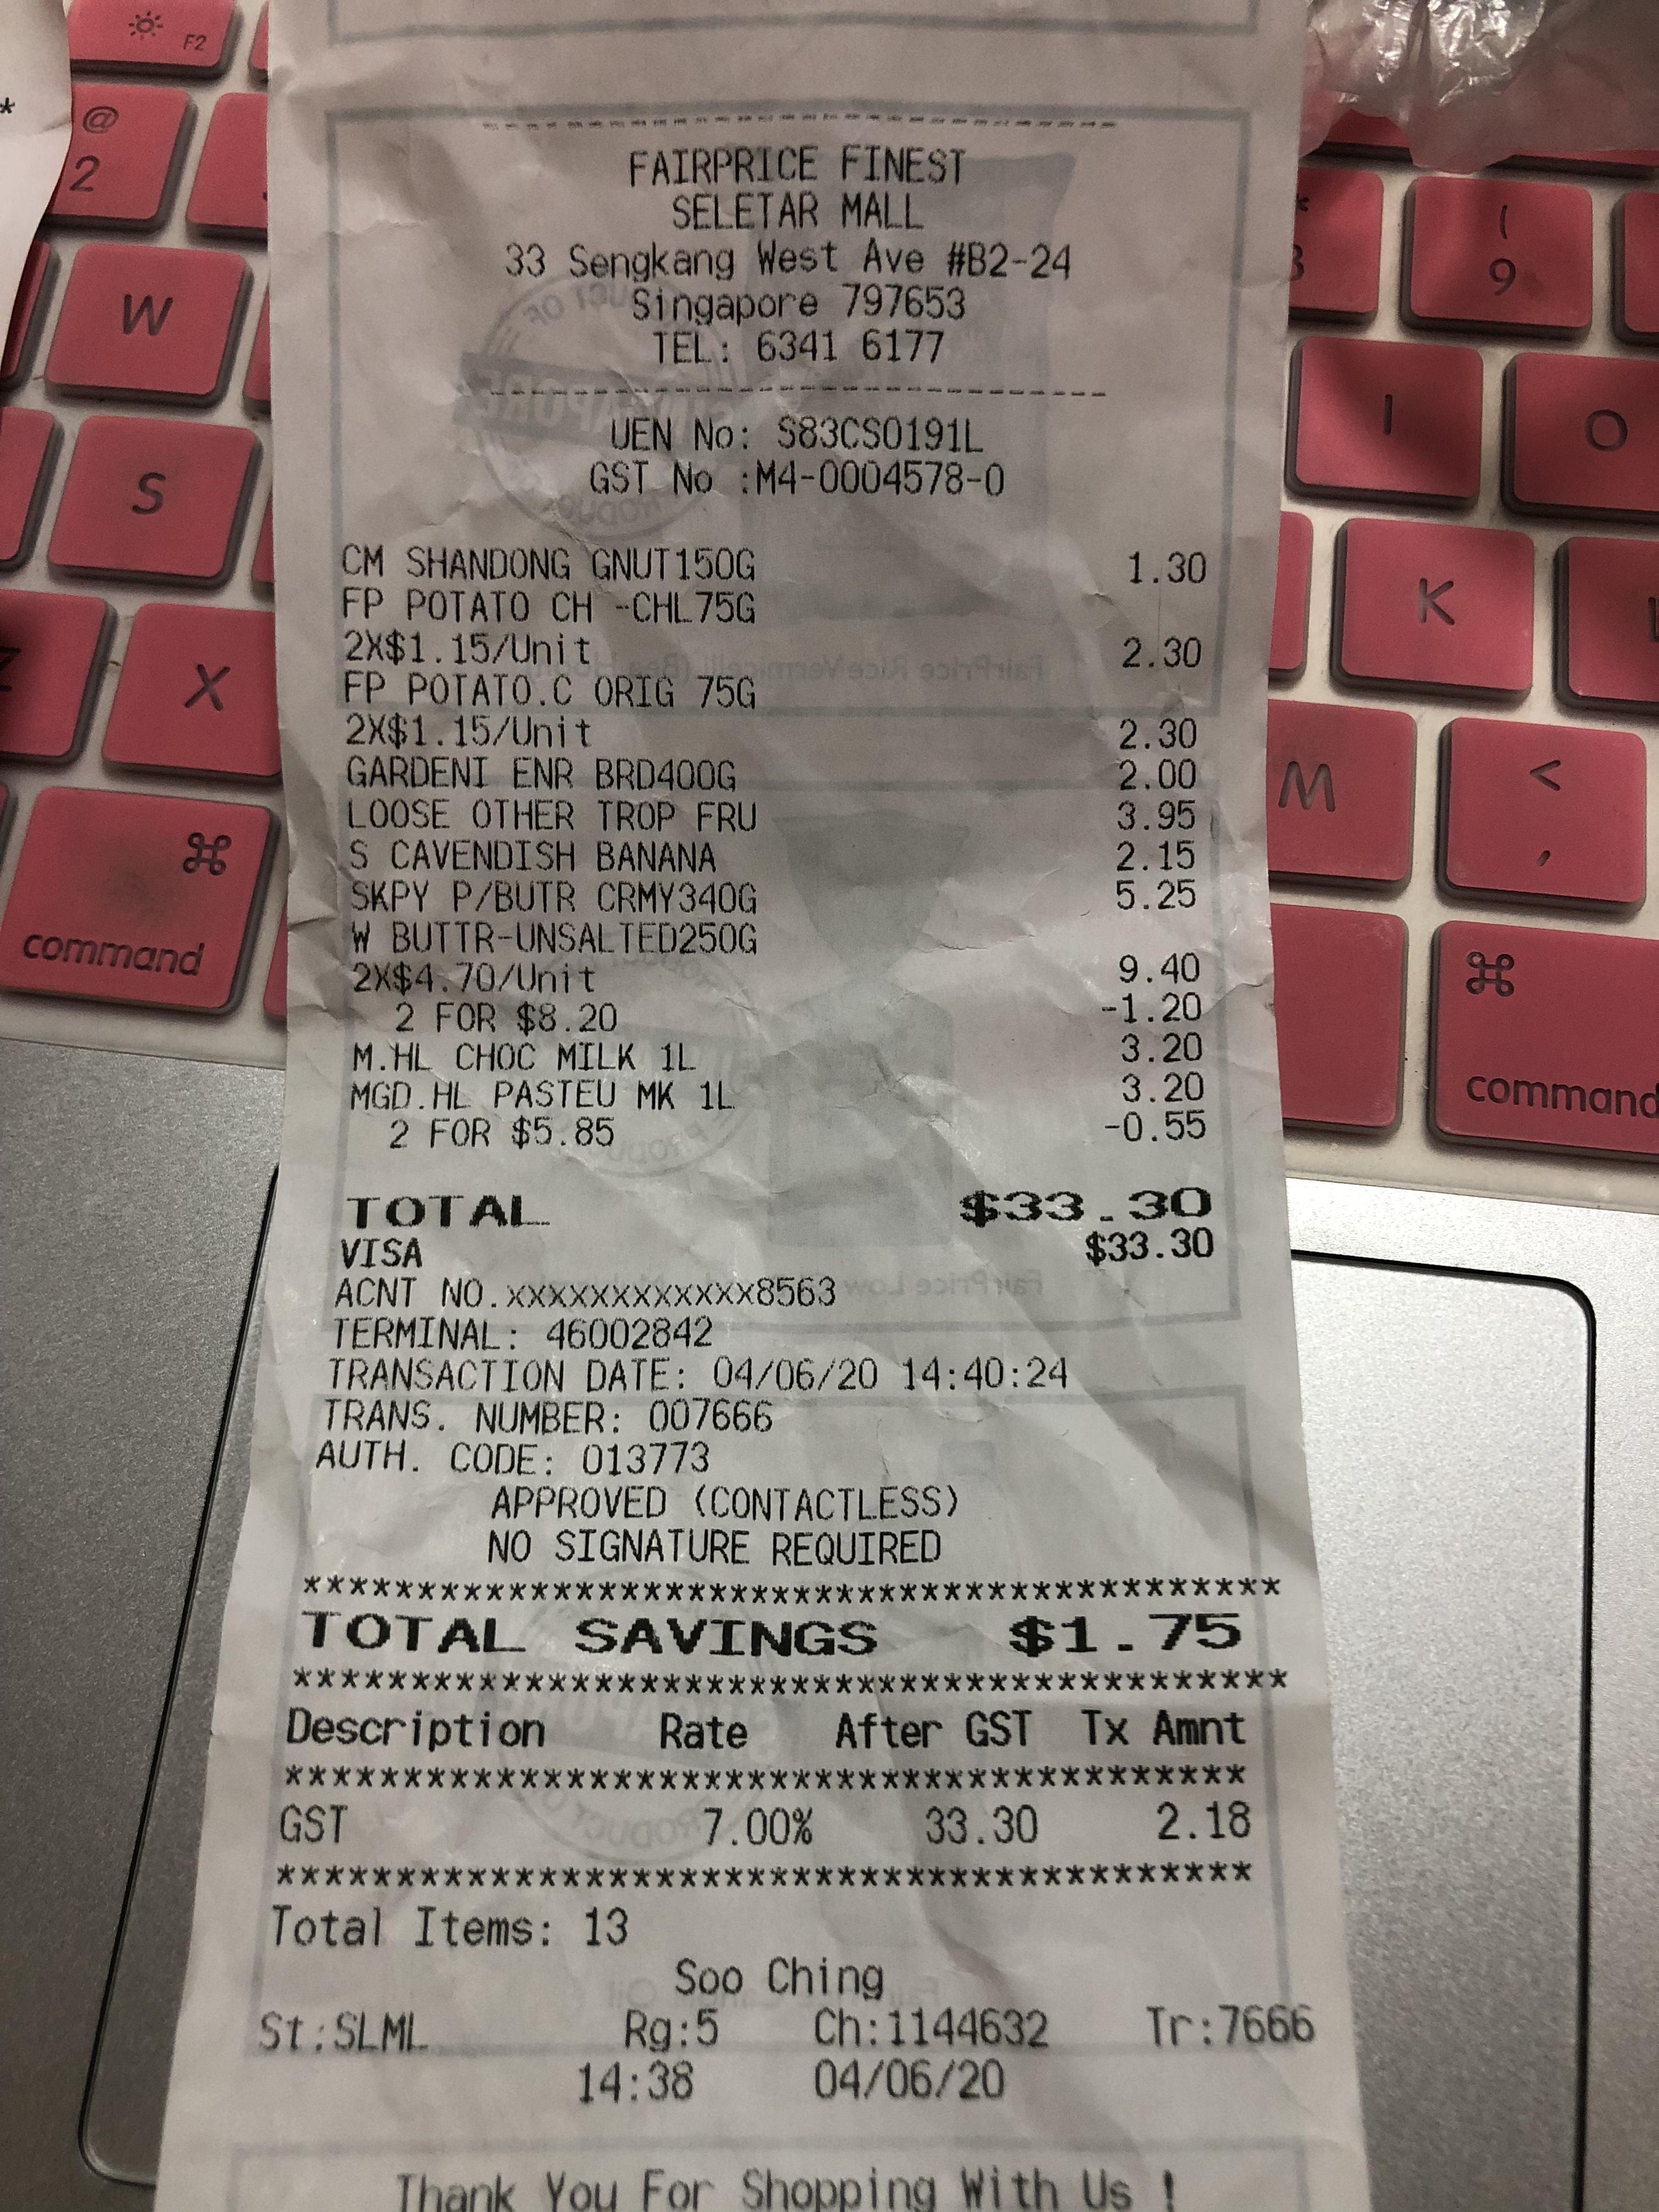 FAIRPRICE FINEST
SELETAR MALL
33 Sengkang West Ave #B2-24
Singapore 797653
TEL: 6341 6177
UEN No: S83CS0191L
GST No :M4-0004578-0
CM SHANDONG GNUT150G 1.30
FP POTATO CH -CHL75G
2X$1.15/Unit 2.30
FP POTATO.C ORIG 75G
2X$1.15/Unit 2.30
GARDENI ENR BRD400G 2.00
LOOSE OTHER TROP FRU 3.95
S CAVENDISH BANANA 2.15
SKPY P/BUTR CRMY340G 5.25
W BUTTR-UNSALTED250G
2X$4.70/Unit 9.40
2 FOR $8.20 -1.20
M.HL CHOC MILK 1L 3.20
MGD.HL PASTEU MK 1L 3.20
2 FOR $5.85 -0.55
TOTAL $33.30
VISA $33.30
ACNT NO.xxxxxxxxxxxx8563
TERMINAL: 46002842
TRANSACTION DATE: 04/06/20 14:40:24
TRANS. NUMBER: 007666
AUTH. CODE: 013773
APPROVED (CONTACTLESS)
NO SIGNATURE REQUIRED
******************************************
TOTAL SAVINGS $1.75
******************************************
Description Rate After GST Tx Amnt
******************************************
GST 7.00% 33.30 2.18
******************************************
Total Items: 13
Soo Ching
St:SLML Rg:5 Ch:1144632 Tr:7666
14:38 04/06/20
Thank You For Shopping With Us !
F2
@
2
W
S
X
command
(
9
I
O
K
M
<
,
command